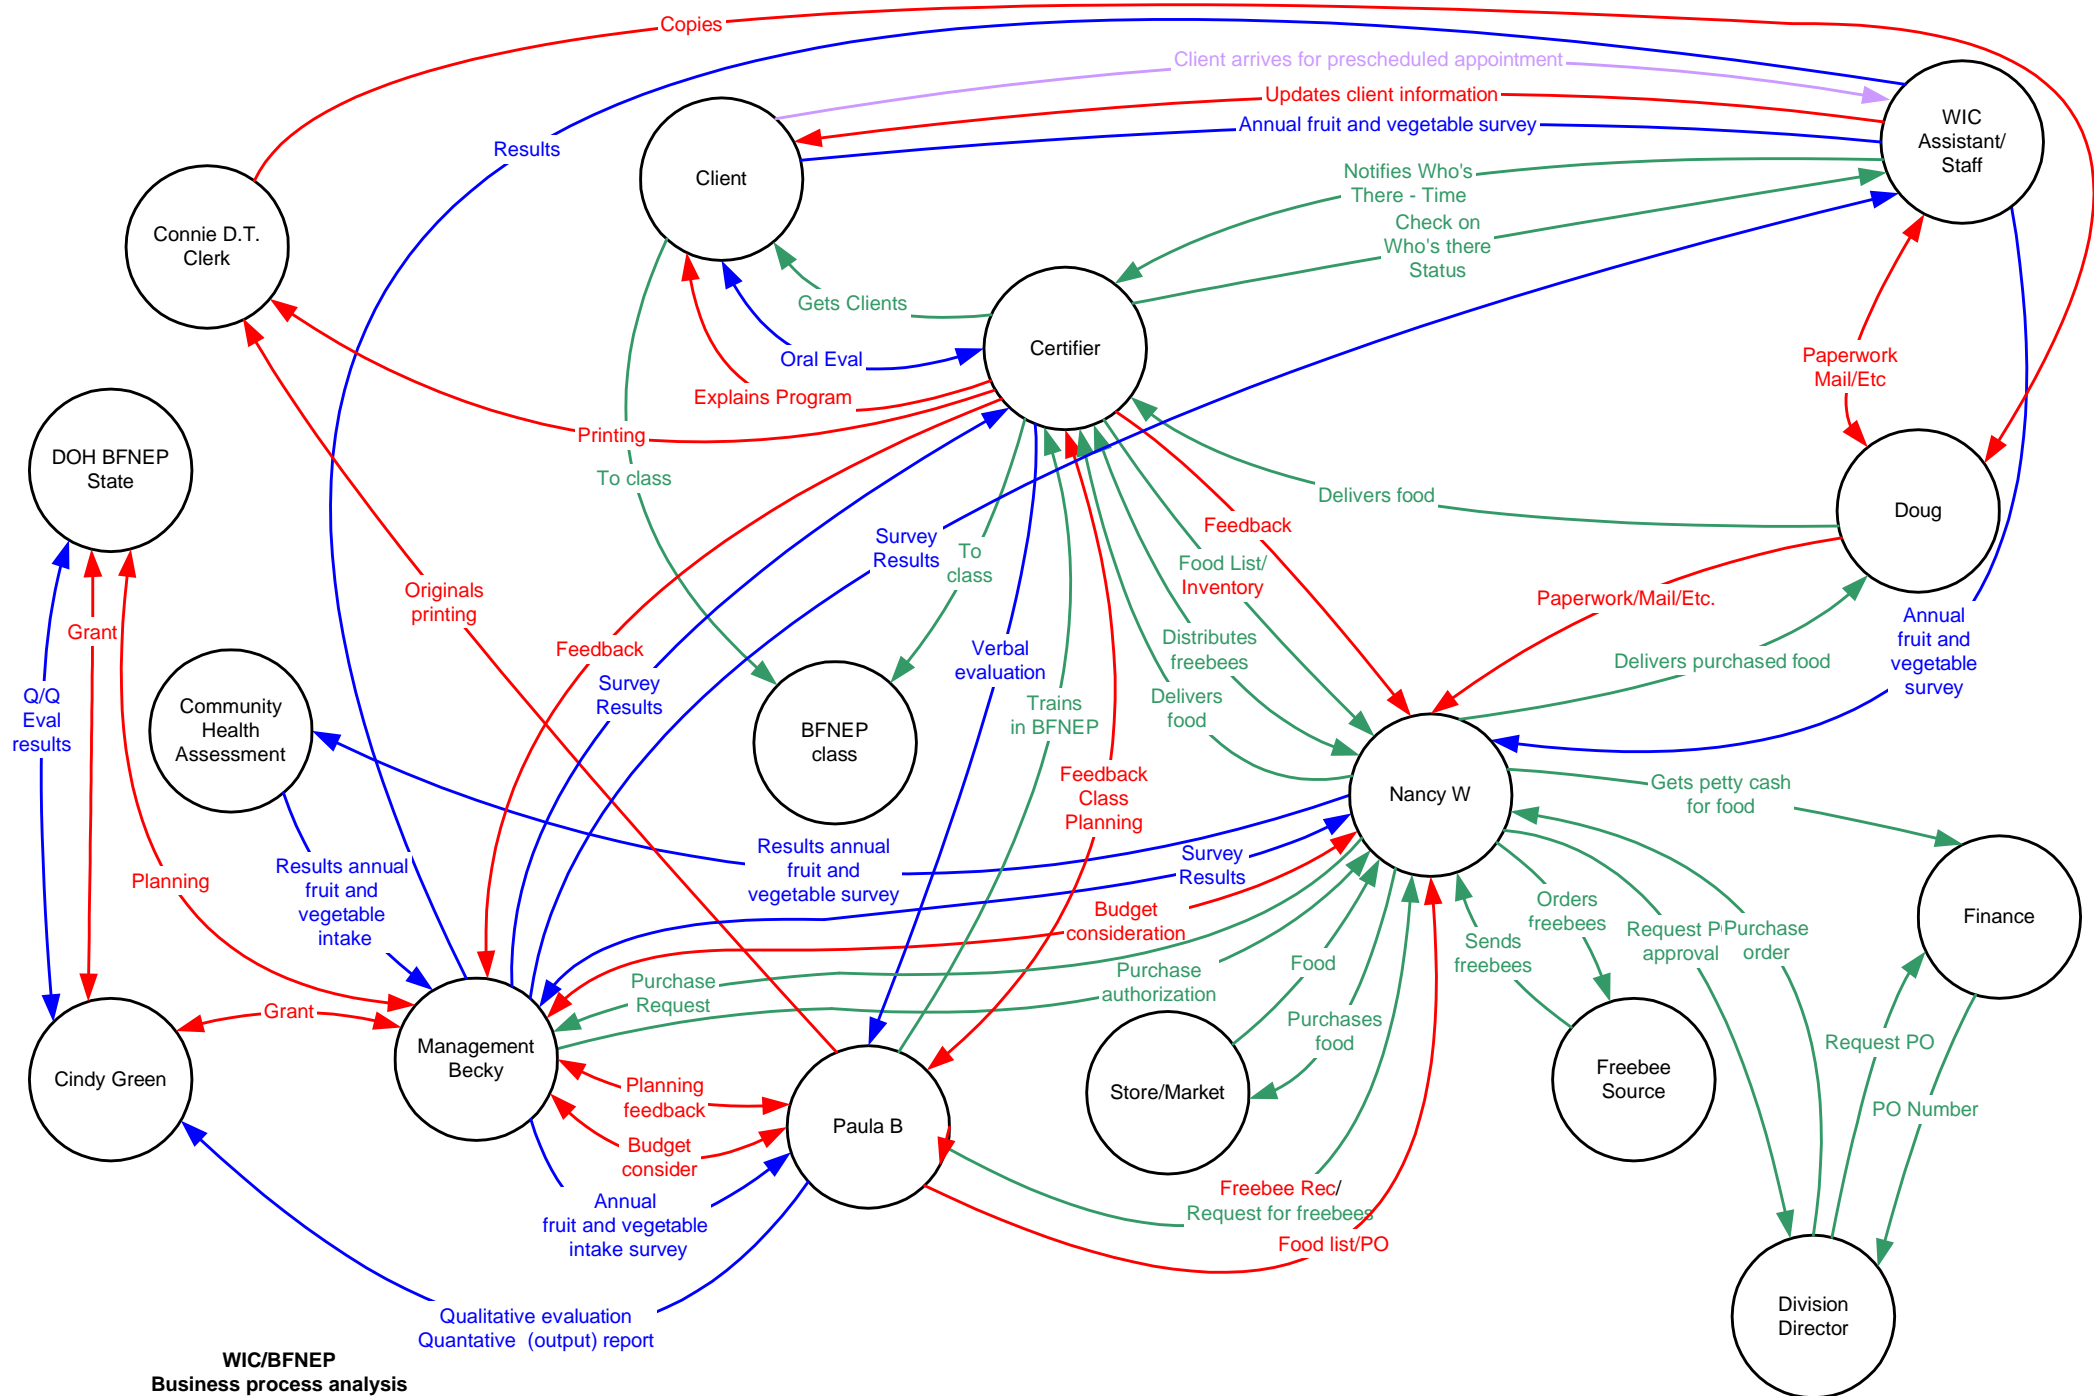 Copies
Client arrives for prescheduled appointment
Updates client information
Annual fruit and vegetable survey
WIC
Assistant/
Staff
Results
Client
Notifies Who's
There - Time
Check on
Who's there
Status
Connie D.T.
Clerk
Gets Clients
Certifier
Oral Eval
Explains Program
Paperwork
Mail/Etc
Printing
To class
DOH BFNEP
State
Delivers food
Doug
Feedback
Survey
Results
To
class
Food List/
Inventory
Originals
printing
Paperwork/Mail/Etc.
Annual
fruit and
vegetable
survey
Grant
Feedback
Verbal
evaluation
Distributes
freebees
Delivers purchased food
Survey
Results
Q/Q
Eval
results
Community
Health
Assessment
BFNEP
class
Trains
in BFNEP
Delivers
food
Feedback
Class
Planning
Nancy W
Gets petty cash
for food
Planning
Results annual
fruit and
vegetable
intake
Results annual
fruit and
vegetable survey
Survey
Results
Budget
consideration
Orders
freebees
Finance
Request P
approval
Purchase
order
Sends
freebees
Purchase
Request
Purchase
authorization
Food
Grant
Management
Becky
Purchases
food
Request PO
Cindy Green
Planning
feedback
Store/Market
Freebee
Source
PO Number
Paula B
Budget
consider
Annual
fruit and vegetable
intake survey
Freebee Rec/
Request for freebees
Food list/PO
Qualitative evaluation
Quantative (output) report
Division
Director
WIC/BFNEP
Business process analysis